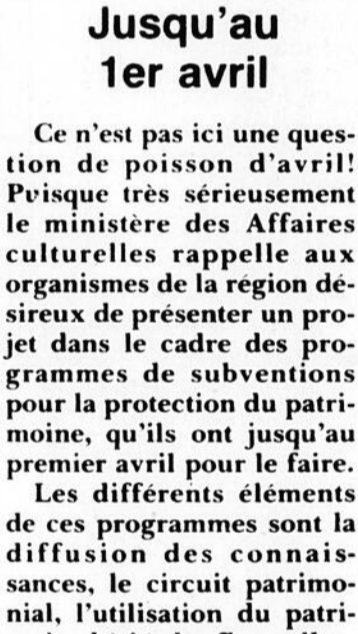 Jusqu'au
1er avril
Ce n'est pas ici une ques-
tion de poisson d'avril!
Puisque très sérieusement
le ministère des Affaires
culturelles rappelle aux
organismes de la région dé-
sireux de présenter un pro-
jet dans le cadre des pro-
grammes de subventions
pour la protection du patri-
moine, qu'ils ont jusqu'au
premier avril pour le faire.
Les différents éléments
de ces programmes sont la
diffusion des connais-
sances, le circuit patrimo-
nial, l'utilisation du patri-